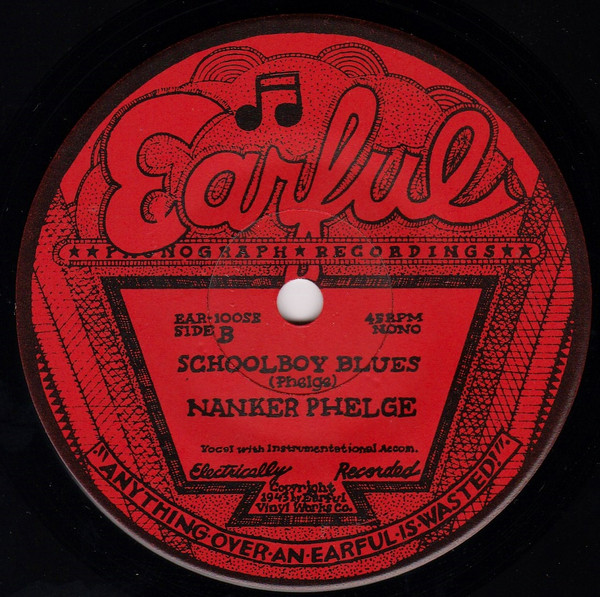 Earful
★★PHONOGRAPH★RECORDINGS★★
EAR-100SE 45RPM
SIDE B MONO
SCHOOLBOY BLUES
(Phelge)
NANKER PHELGE
Vocal with Instrumentational Accom.
Electrically Recorded
Copyright
1943 by Earful
Vinyl Works Co.
"ANYTHING·OVER·AN·EARFUL·IS·WASTED!"